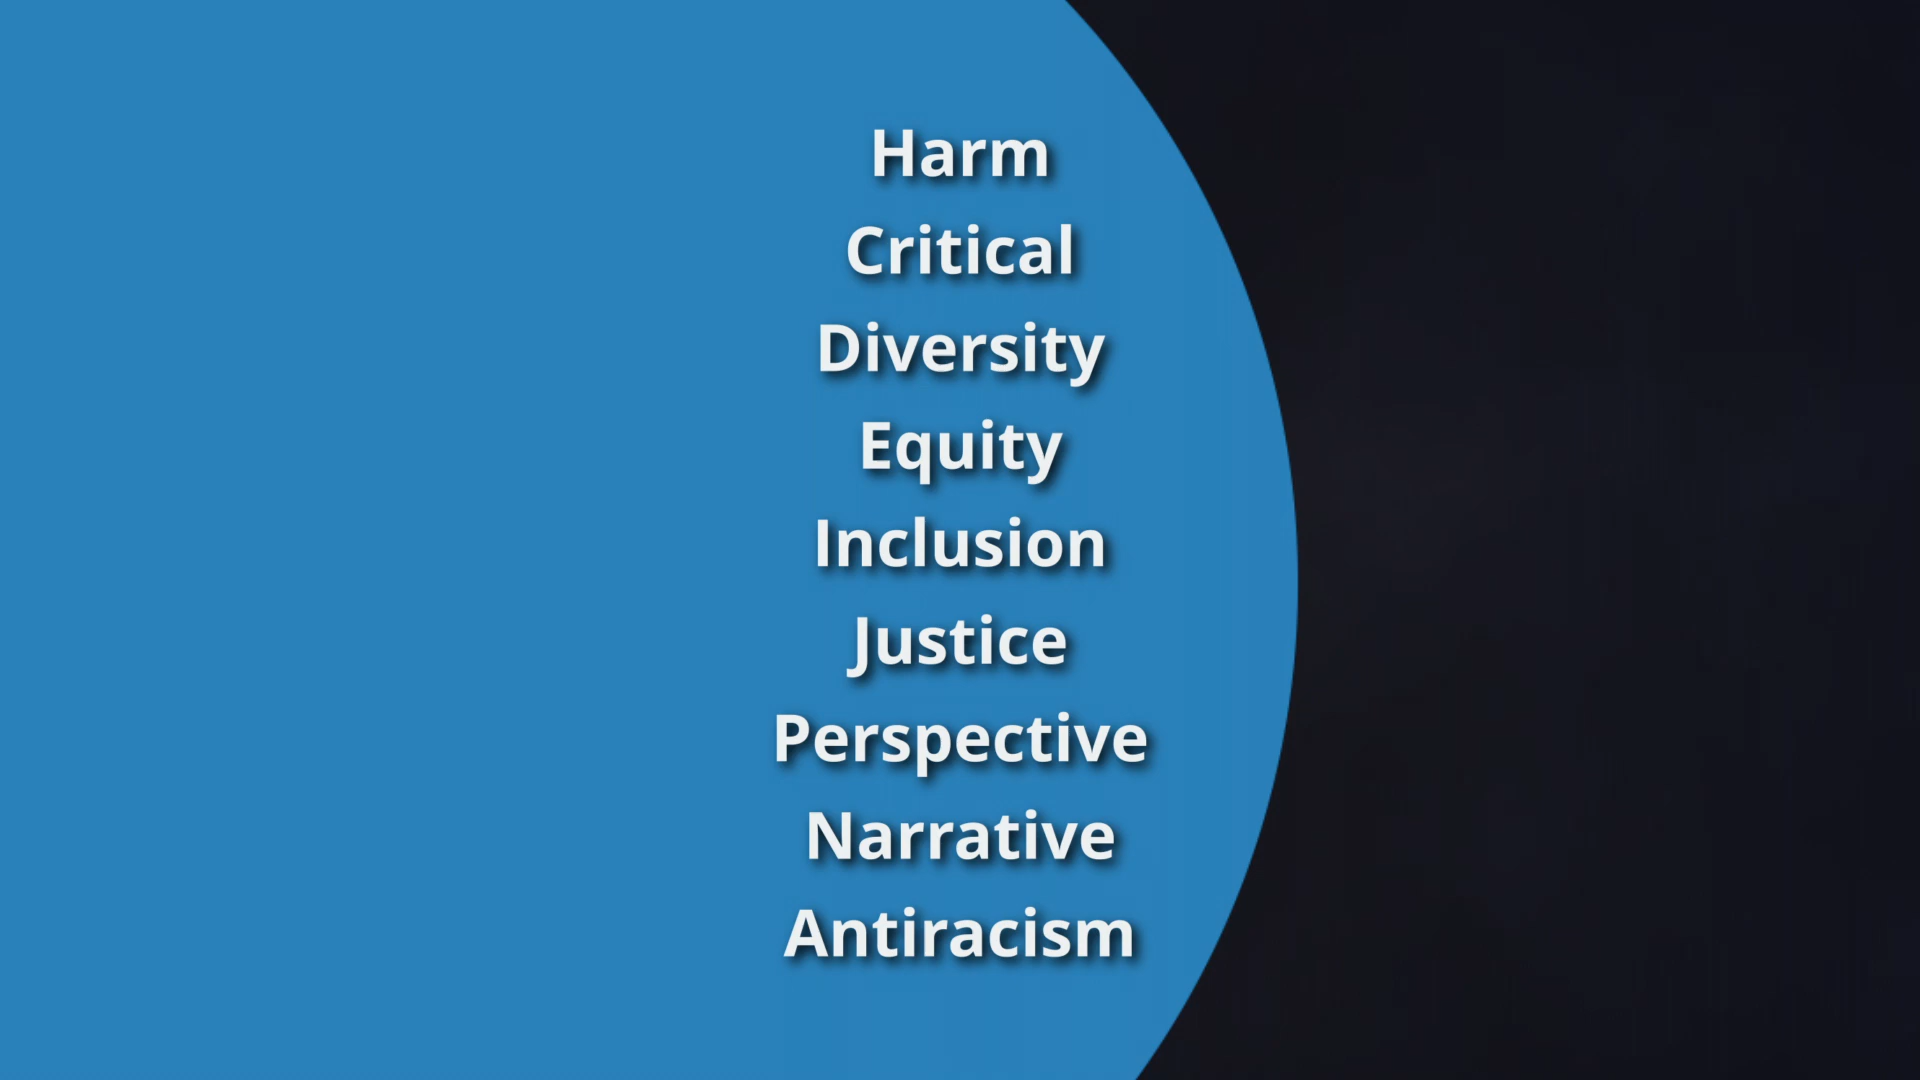 Harm
Critical
Diversity
Equity
Inclusion
Justice
Perspective
Narrative
Antiracism